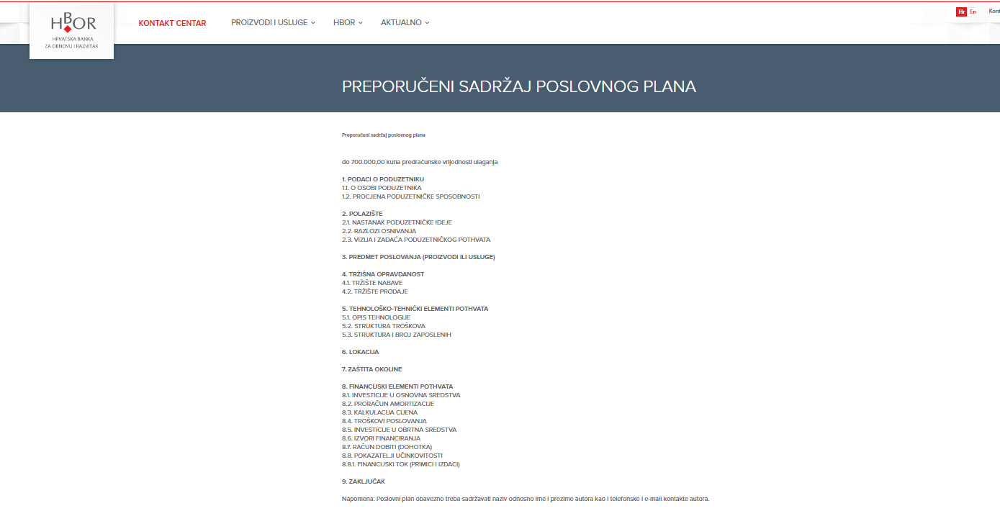 HBOR
HRVATSKA BANKA
ZA OBNOVU I RAZVITAK
KONTAKT CENTAR
PROIZVODI I USLUGE
HBOR
AKTUALNO
Hr
En
Kont
PREPORUČENI SADRŽAJ POSLOVNOG PLANA
Preporučeni sadržaj poslovnog plana
do 700.000,00 kuna predračunske vrijednosti ulaganja
1. PODACI O PODUZETNIKU
1.1. O OSOBI PODUZETNIKA
1.2. PROCJENA PODUZETNIČKE SPOSOBNOSTI
2. POLAZIŠTE
2.1. NASTANAK PODUZETNIČKE IDEJE
2.2. RAZLOZI OSNIVANJA
2.3. VIZIJA I ZADAĆA PODUZETNIČKOG POTHVATA
3. PREDMET POSLOVANJA (PROIZVODI ILI USLUGE)
4. TRŽIŠNA OPRAVDANOST
4.1. TRŽIŠTE NABAVE
4.2. TRŽIŠTE PRODAJE
5. TEHNOLOŠKO-TEHNIČKI ELEMENTI POTHVATA
5.1. OPIS TEHNOLOGIJE
5.2. STRUKTURA TROŠKOVA
5.3. STRUKTURA I BROJ ZAPOSLENIH
6. LOKACIJA
7. ZAŠTITA OKOLINE
8. FINANCIJSKI ELEMENTI POTHVATA
8.1. INVESTICIJE U OSNOVNA SREDSTVA
8.2. PRORAČUN AMORTIZACIJE
8.3. KALKULACIJA CIJENA
8.4. TROŠKOVI POSLOVANJA
8.5. INVESTICIJE U OBRTNA SREDSTVA
8.6. IZVORI FINANCIRANJA
8.7. RAČUN DOBITI (DOHOTKA)
8.8. POKAZATELJI UČINKOVITOSTI
8.8.1. FINANCIJSKI TOK (PRIMICI I IZDACI)
9. ZAKLJUČAK
Napomena: Poslovni plan obavezno treba sadržavati naziv odnosno ime i prezime autora kao i telefonske i e-mail kontakte autora.